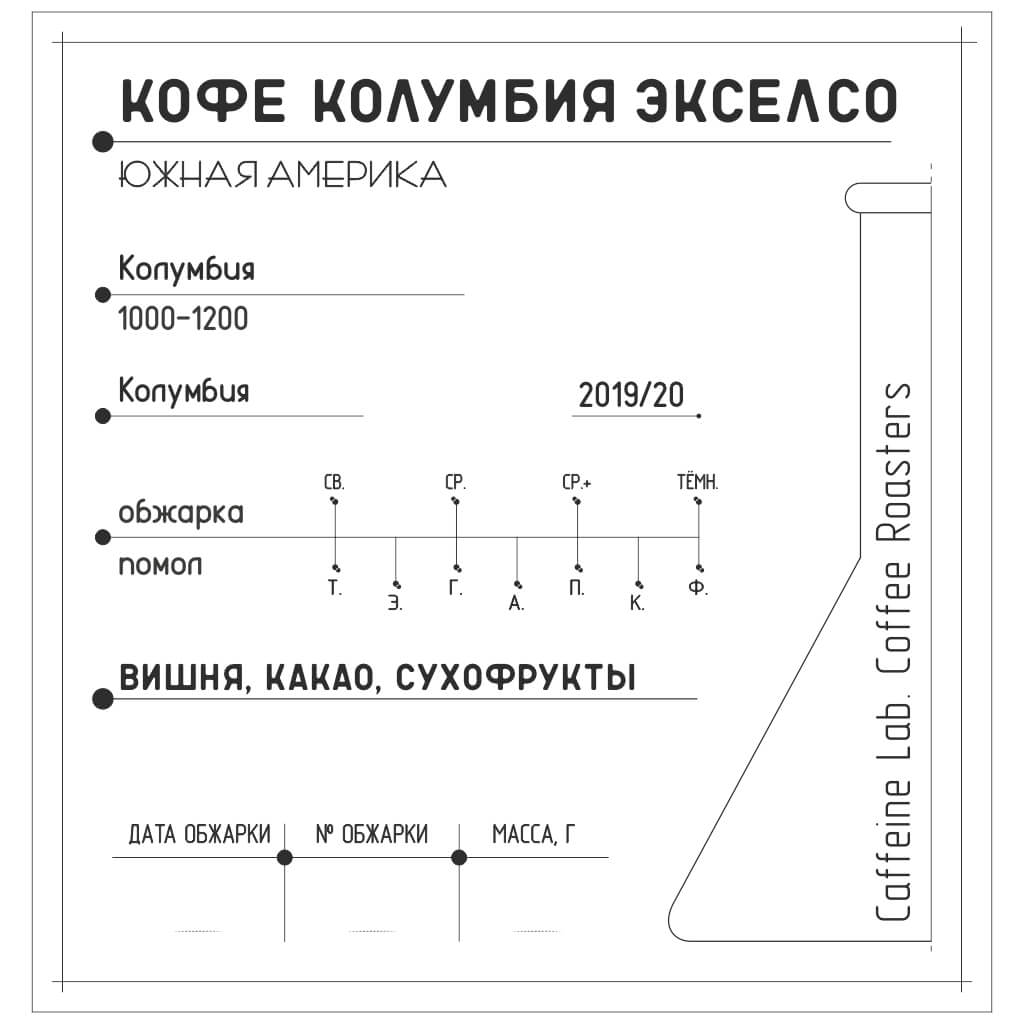 КОФЕ КОЛУМБИЯ ЭКСЕЛСО
ЮЖНАЯ АМЕРИКА
Колумбия
1000-1200
Колумбия
2019/20
СВ. СР. СР.+ ТЁМН.
обжарка
помол
Т. Э. Г. А. П. К. Ф.
ВИШНЯ, КАКАО, СУХОФРУКТЫ
ДАТА ОБЖАРКИ № ОБЖАРКИ МАССА, Г
Caffeine Lab. Coffee Roasters